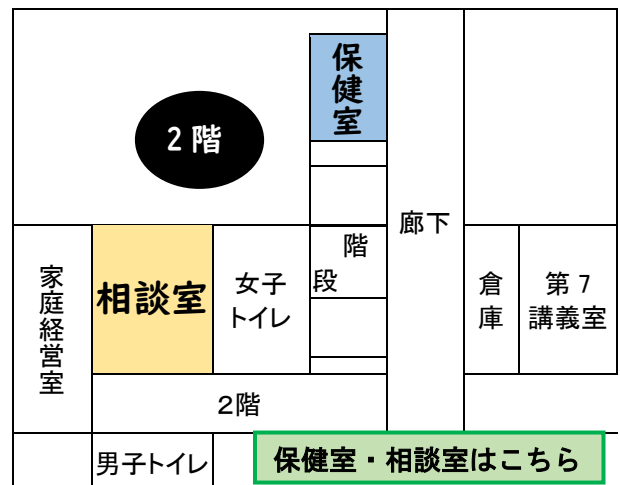 保健室
2階
廊下
家庭経営室
相談室
女子
トイレ
階
段
倉庫
第7
講義室
2階
男子トイレ
保健室・相談室はこちら